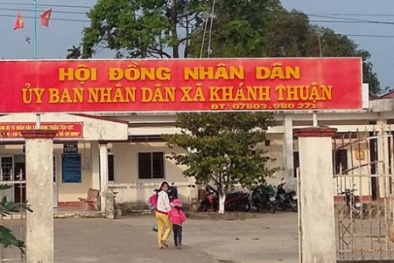 HỘI ĐỒNG NHÂN DÂN
ỦY BAN NHÂN DÂN XÃ KHÁNH THUẬN
ĐT. 07803. 980 271